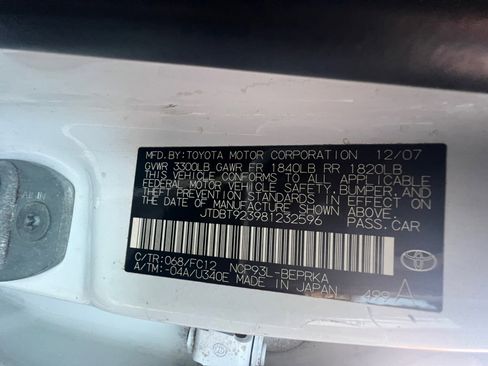 MFD.BY:TOYOTA MOTOR CORPORATION 12/07
GVWR 3300LB GAWR FR 1840LB RR 1820LB
THIS VEHICLE CONFORMS TO ALL APPLICABLE
FEDERAL MOTOR VEHICLE SAFETY,BUMPER, AND
THEFT PREVENTION STANDARDS IN EFFECT ON
THE DATE OF MANUFACTURE SHOWN ABOVE.
JTDBT923981232596 PASS.CAR
C/TR:068/FC12 NCP93L-BEPRKA
A/TM:-04A/U340E MADE IN JAPAN 499 A